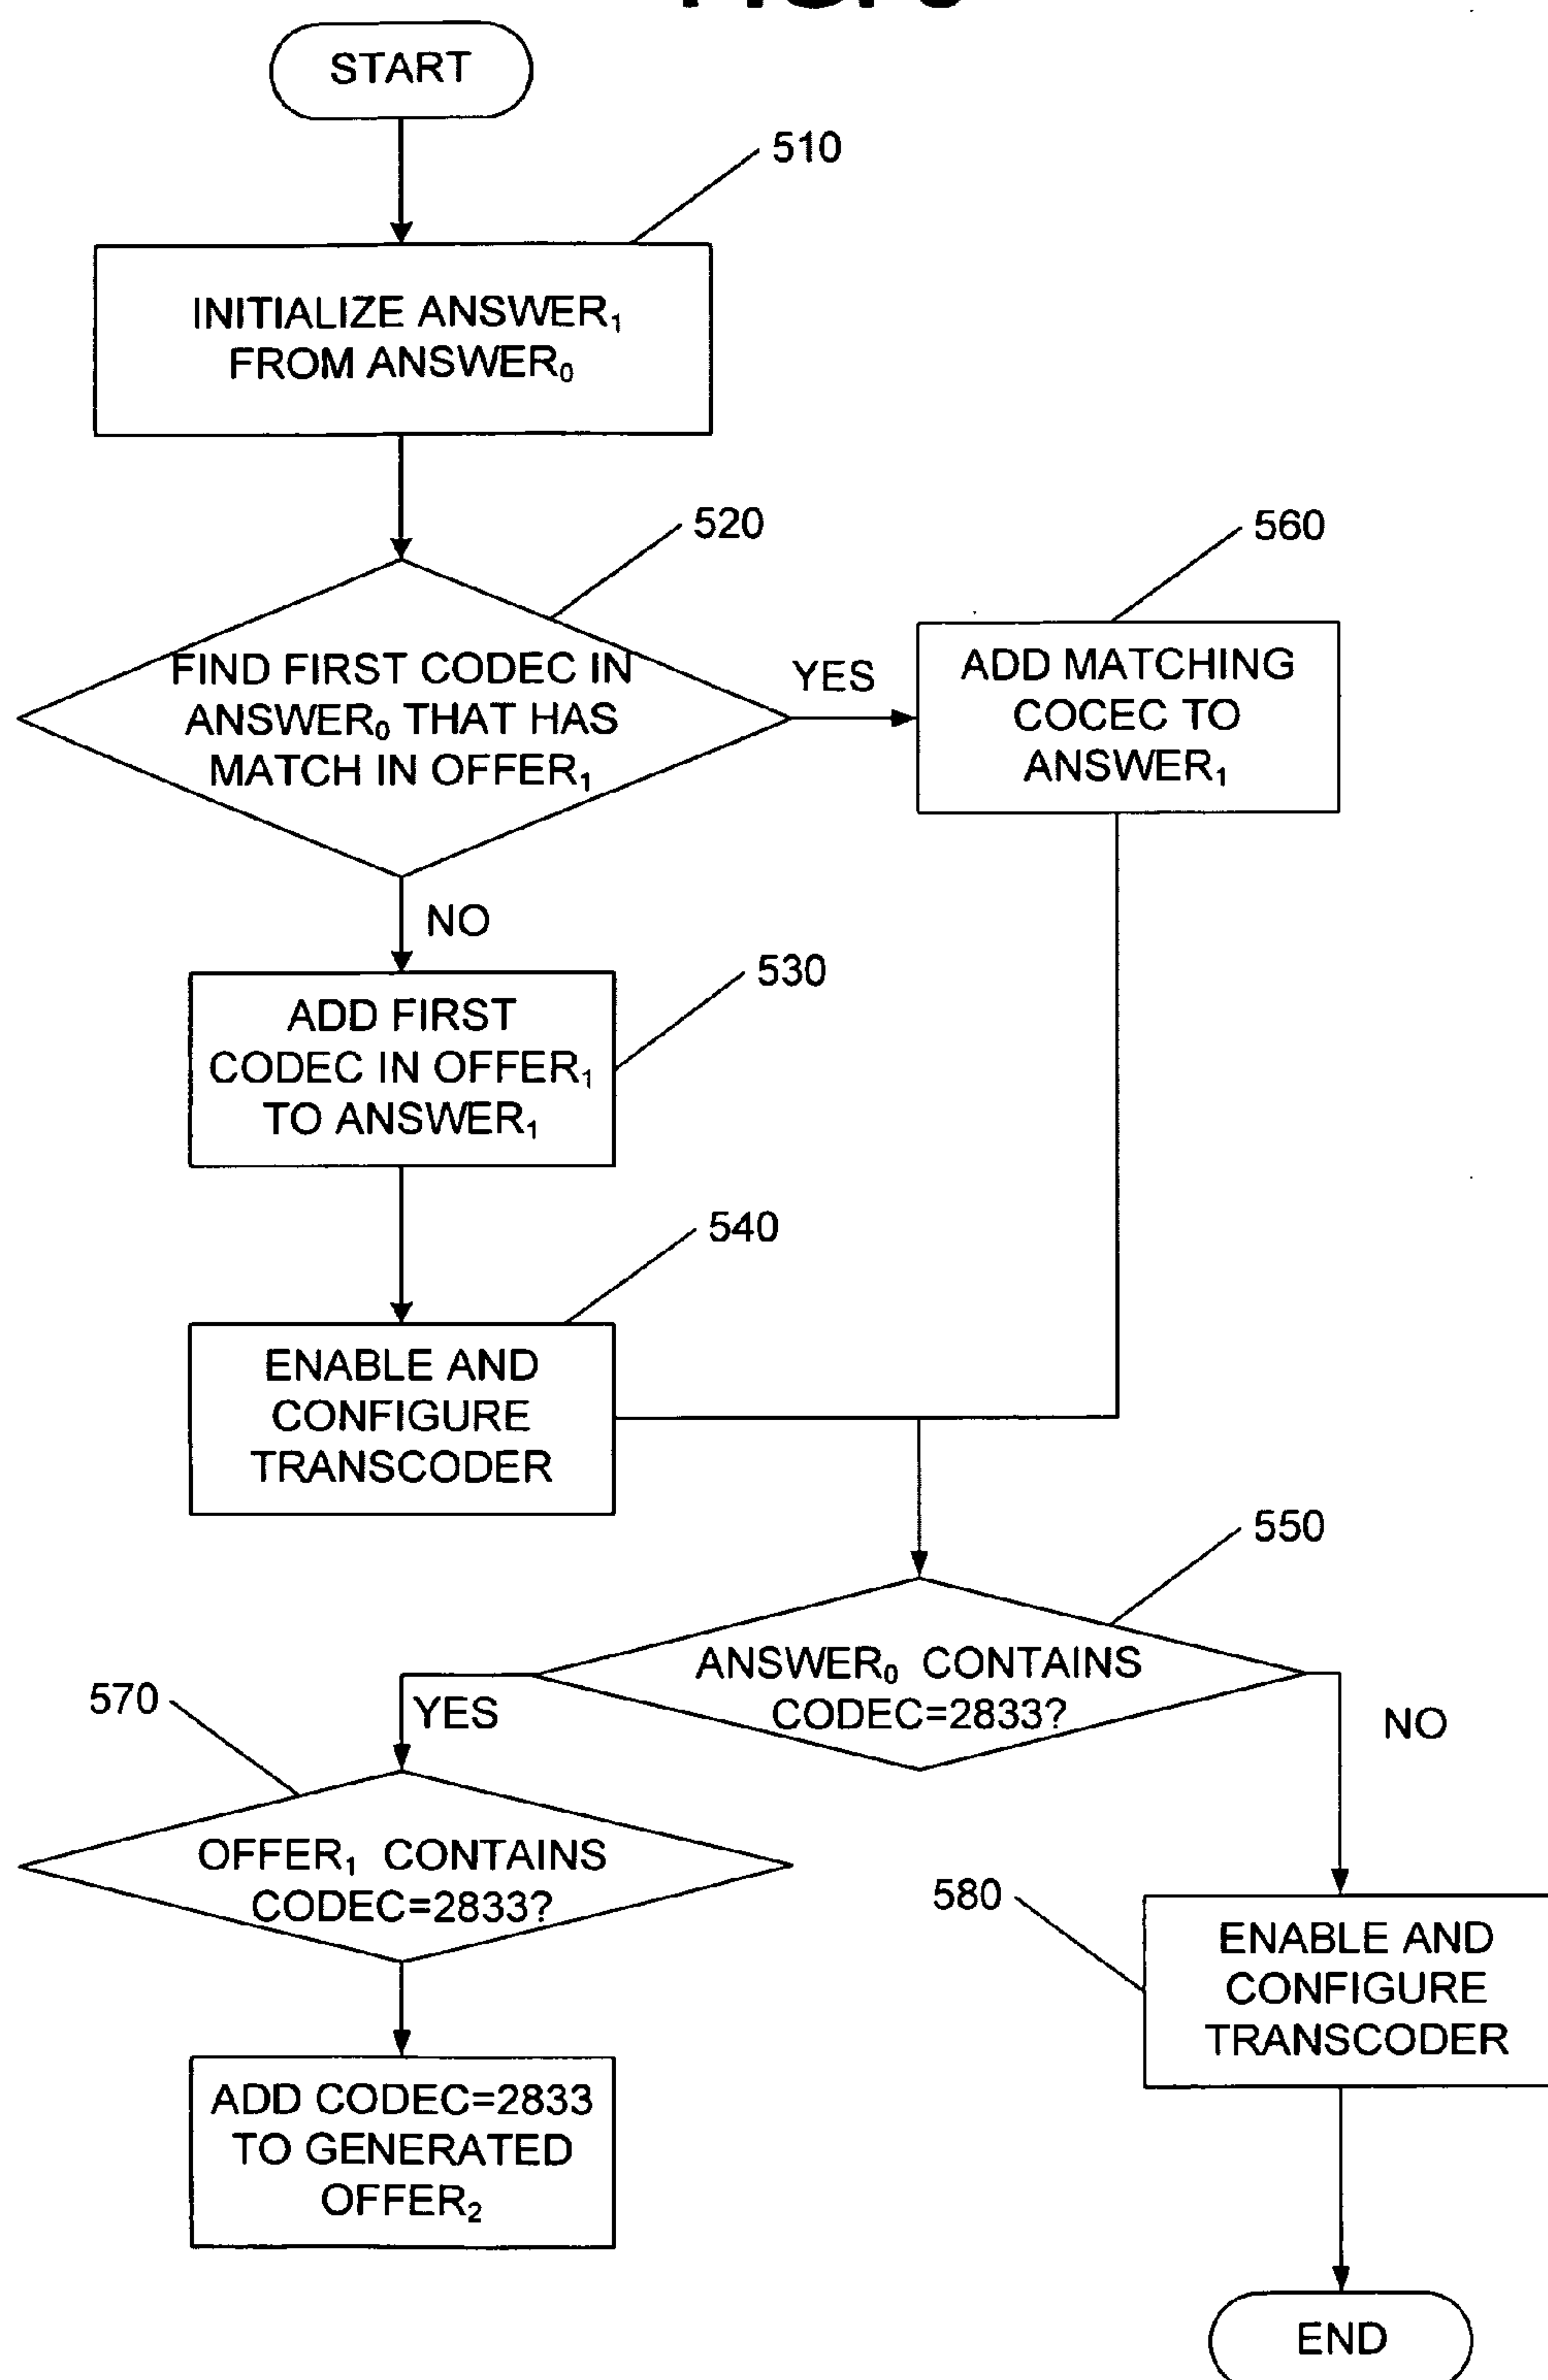 START
510
INITIALIZE ANSWER₁
FROM ANSWER₀
520
FIND FIRST CODEC IN
ANSWER₀ THAT HAS
MATCH IN OFFER₁
YES
560
ADD MATCHING
COCEC TO
ANSWER₁
NO
530
ADD FIRST
CODEC IN OFFER₁
TO ANSWER₁
540
ENABLE AND
CONFIGURE
TRANSCODER
550
ANSWER₀ CONTAINS
CODEC=2833?
YES
NO
570
OFFER₁ CONTAINS
CODEC=2833?
580
ENABLE AND
CONFIGURE
TRANSCODER
ADD CODEC=2833
TO GENERATED
OFFER₂
END